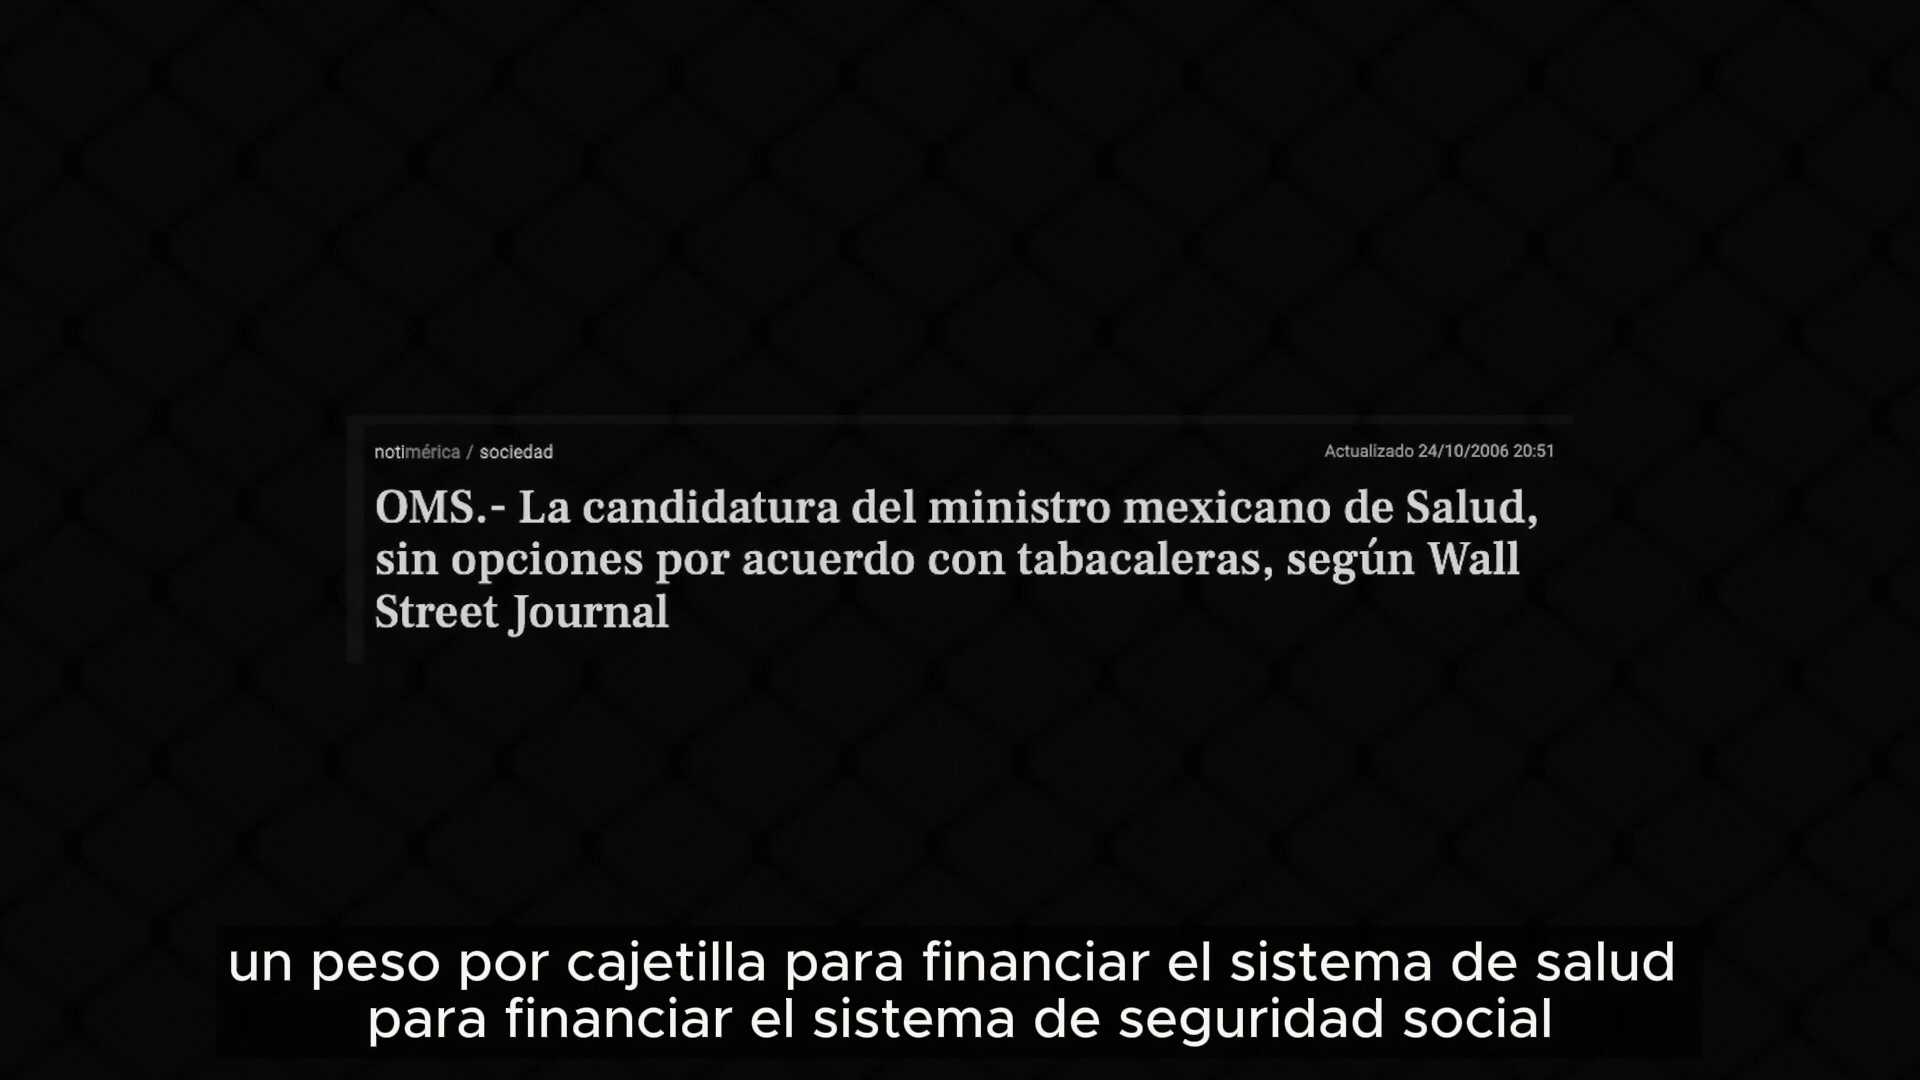 notimérica / sociedad
Actualizado 24/10/2006 20:51
OMS.- La candidatura del ministro mexicano de Salud,
sin opciones por acuerdo con tabacaleras, según Wall
Street Journal
un peso por cajetilla para financiar el sistema de salud
para financiar el sistema de seguridad social